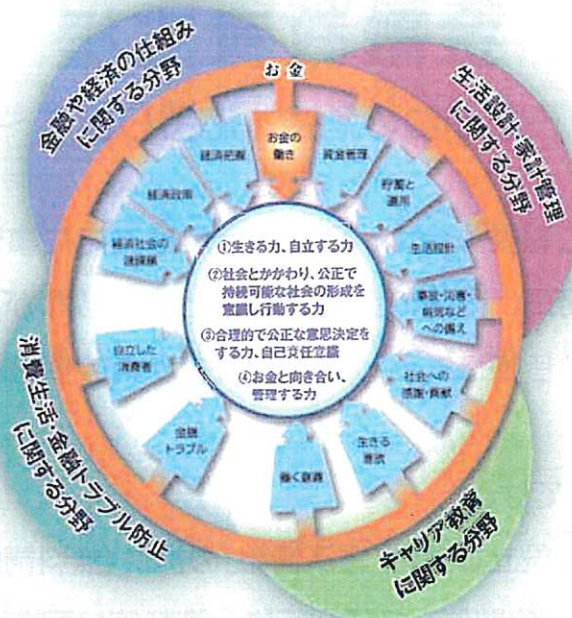 金融や経済の仕組み
に関する分野
生活設計・家計管理
に関する分野
お金
お金の
働き
資金管理
貯蓄と
運用
生活設計
事故・災害・
病気など
への備え
社会への
感謝・貢献
生きる
意欲
働く意義
金融
トラブル
自立した
消費者
経済社会の
諸課題
経済政策
経済把握
①生きる力、自立する力
②社会とかかわり、公正で
持続可能な社会の形成を
意識し行動する力
③合理的で公正な意思決定を
する力、自己責任意識
④お金と向き合い、
管理する力
消費生活・金融トラブル防止
に関する分野
キャリア教育
に関する分野